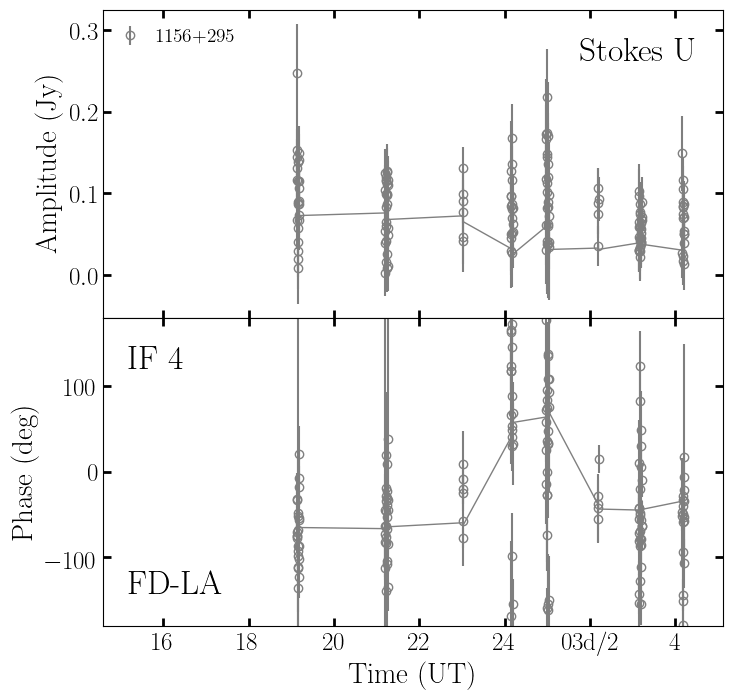 1156+295
Stokes U
0.3
0.2
0.1
0.0
Amplitude (Jy)
IF 4
100
0
−100
Phase (deg)
FD-LA
16 18 20 22 24 03d/2 4
Time (UT)